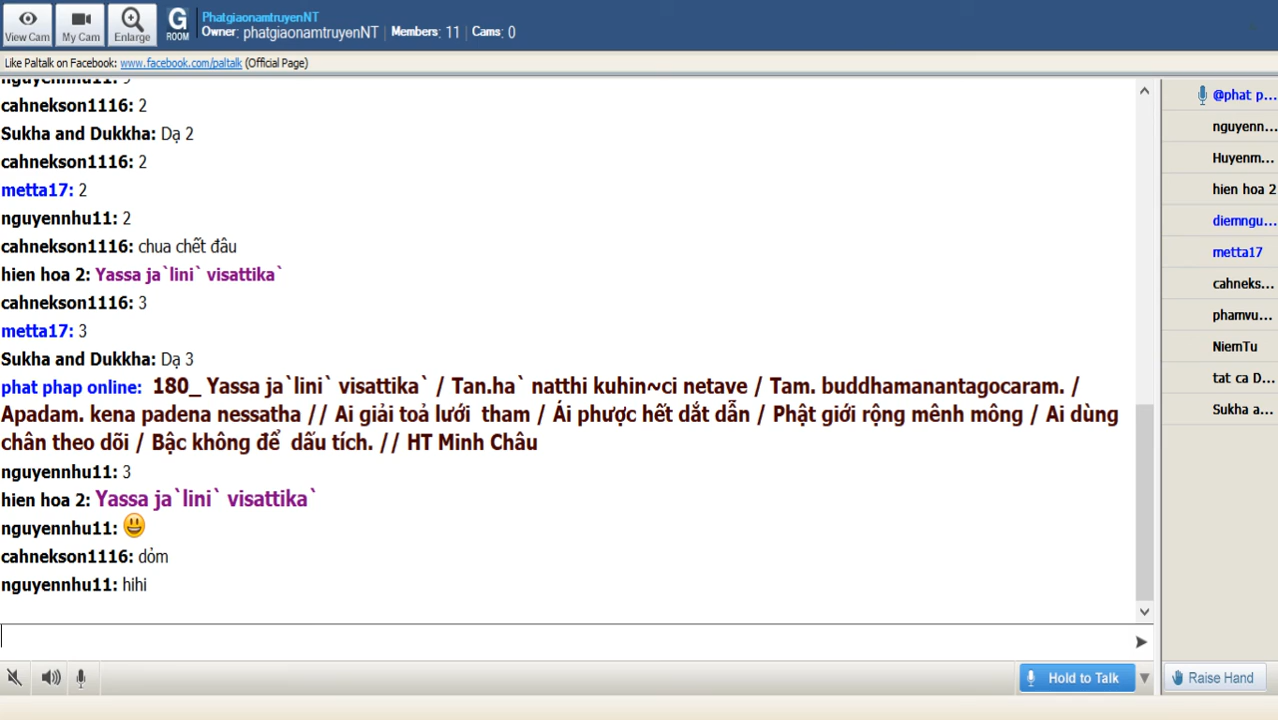 View Cam
My Cam
Enlarge
G
ROOM
PhatgiaonamtruyenNT
Owner: phatgiaonamtruyenNT Members: 11 Cams: 0
Like Paltalk on Facebook: www.facebook.com/paltalk (Official Page)
cahnekson1116: 2
Sukha and Dukkha: Dạ 2
cahnekson1116: 2
metta17: 2
nguyennhu11: 2
cahnekson1116: chua chết đâu
hien hoa 2: Yassa ja`lini` visattika`
cahnekson1116: 3
metta17: 3
Sukha and Dukkha: Dạ 3
phat phap online: 180_ Yassa ja`lini` visattika` / Tan.ha` natthi kuhin~ci netave / Tam. buddhamanantagocaram. /
Apadam. kena padena nessatha // Ai giải toả lưới tham / Ái phược hết dắt dẫn / Phật giới rộng mênh mông / Ai dùng
chân theo dõi / Bậc không để dấu tích. // HT Minh Châu
nguyennhu11: 3
hien hoa 2: Yassa ja`lini` visattika`
nguyennhu11: 😃
cahnekson1116: dỏm
nguyennhu11: hihi
@phat p...
nguyenn...
Huyenm...
hien hoa 2
diemngu...
metta17
cahneks...
phamvu...
NiemTu
tat ca D...
Sukha a...
Hold to Talk
Raise Hand